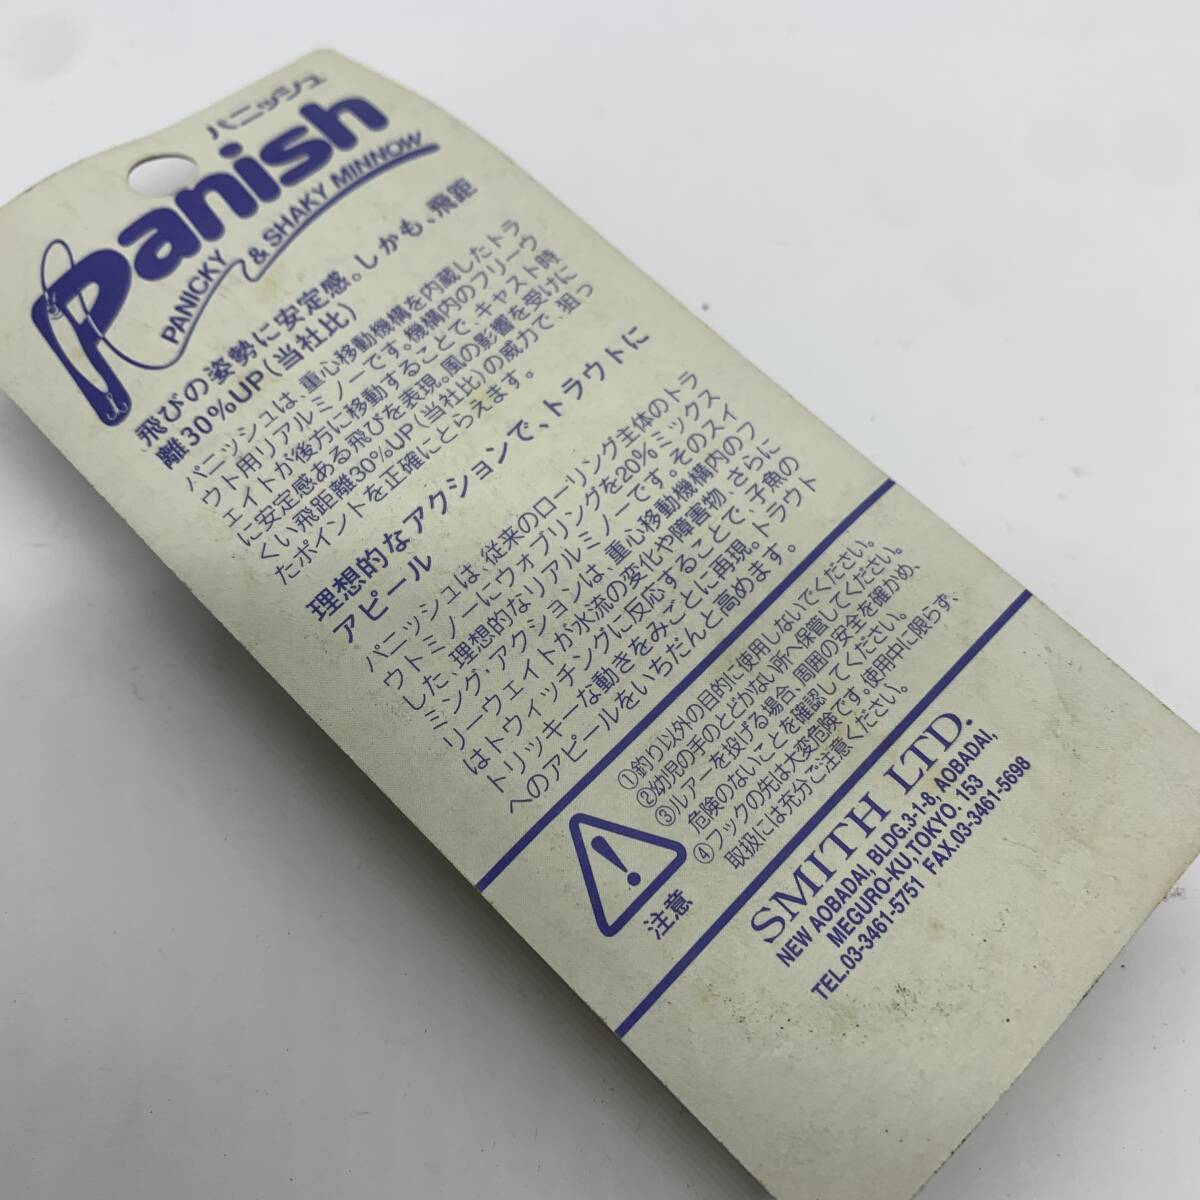 パニッシュ
Panish
PANICKY & SHAKY MINNOW
飛びの姿勢に安定感。しかも、飛距
離30%UP(当社比)
パニッシュは、重心移動機構を内蔵したトラ
ウト用リアルミノーです。機構内のフリーウ
エイトが後方に移動することで、キャスト時
に安定感ある飛びを表現。風の影響を受けに
くい飛距離30%UP(当社比)の威力で、狙っ
たポイントを正確にとらえます。
理想的なアクションで、トラウトに
アピール
パニッシュは、従来のローリング主体のトラ
ウトミノーにウォブリングを20%ミックス
した、理想的なリアルミノーです。そのスイ
ミング・アクションは、重心移動機構内のフ
リーウェイトが水流の変化や障害物、さらに
はトウィッチングに反応することで、子魚の
トリッキーな動きをみごとに再現。トラウト
へのアピールをいちだんと高めます。
注意
①釣り以外の目的に使用しないでください。
②幼児の手のとどかない所へ保管してください。
③ルアーを投げる場合、周囲の安全を確かめ、
危険のないことを確認してください。
④フックの先は大変危険です。使用中に限らず、
取扱には充分ご注意ください。
SMITH LTD.
NEW AOBADAI, BLDG.3-1-8, AOBADAI,
MEGURO-KU,TOKYO. 153
TEL.03-3461-5751 FAX.03-3461-5698